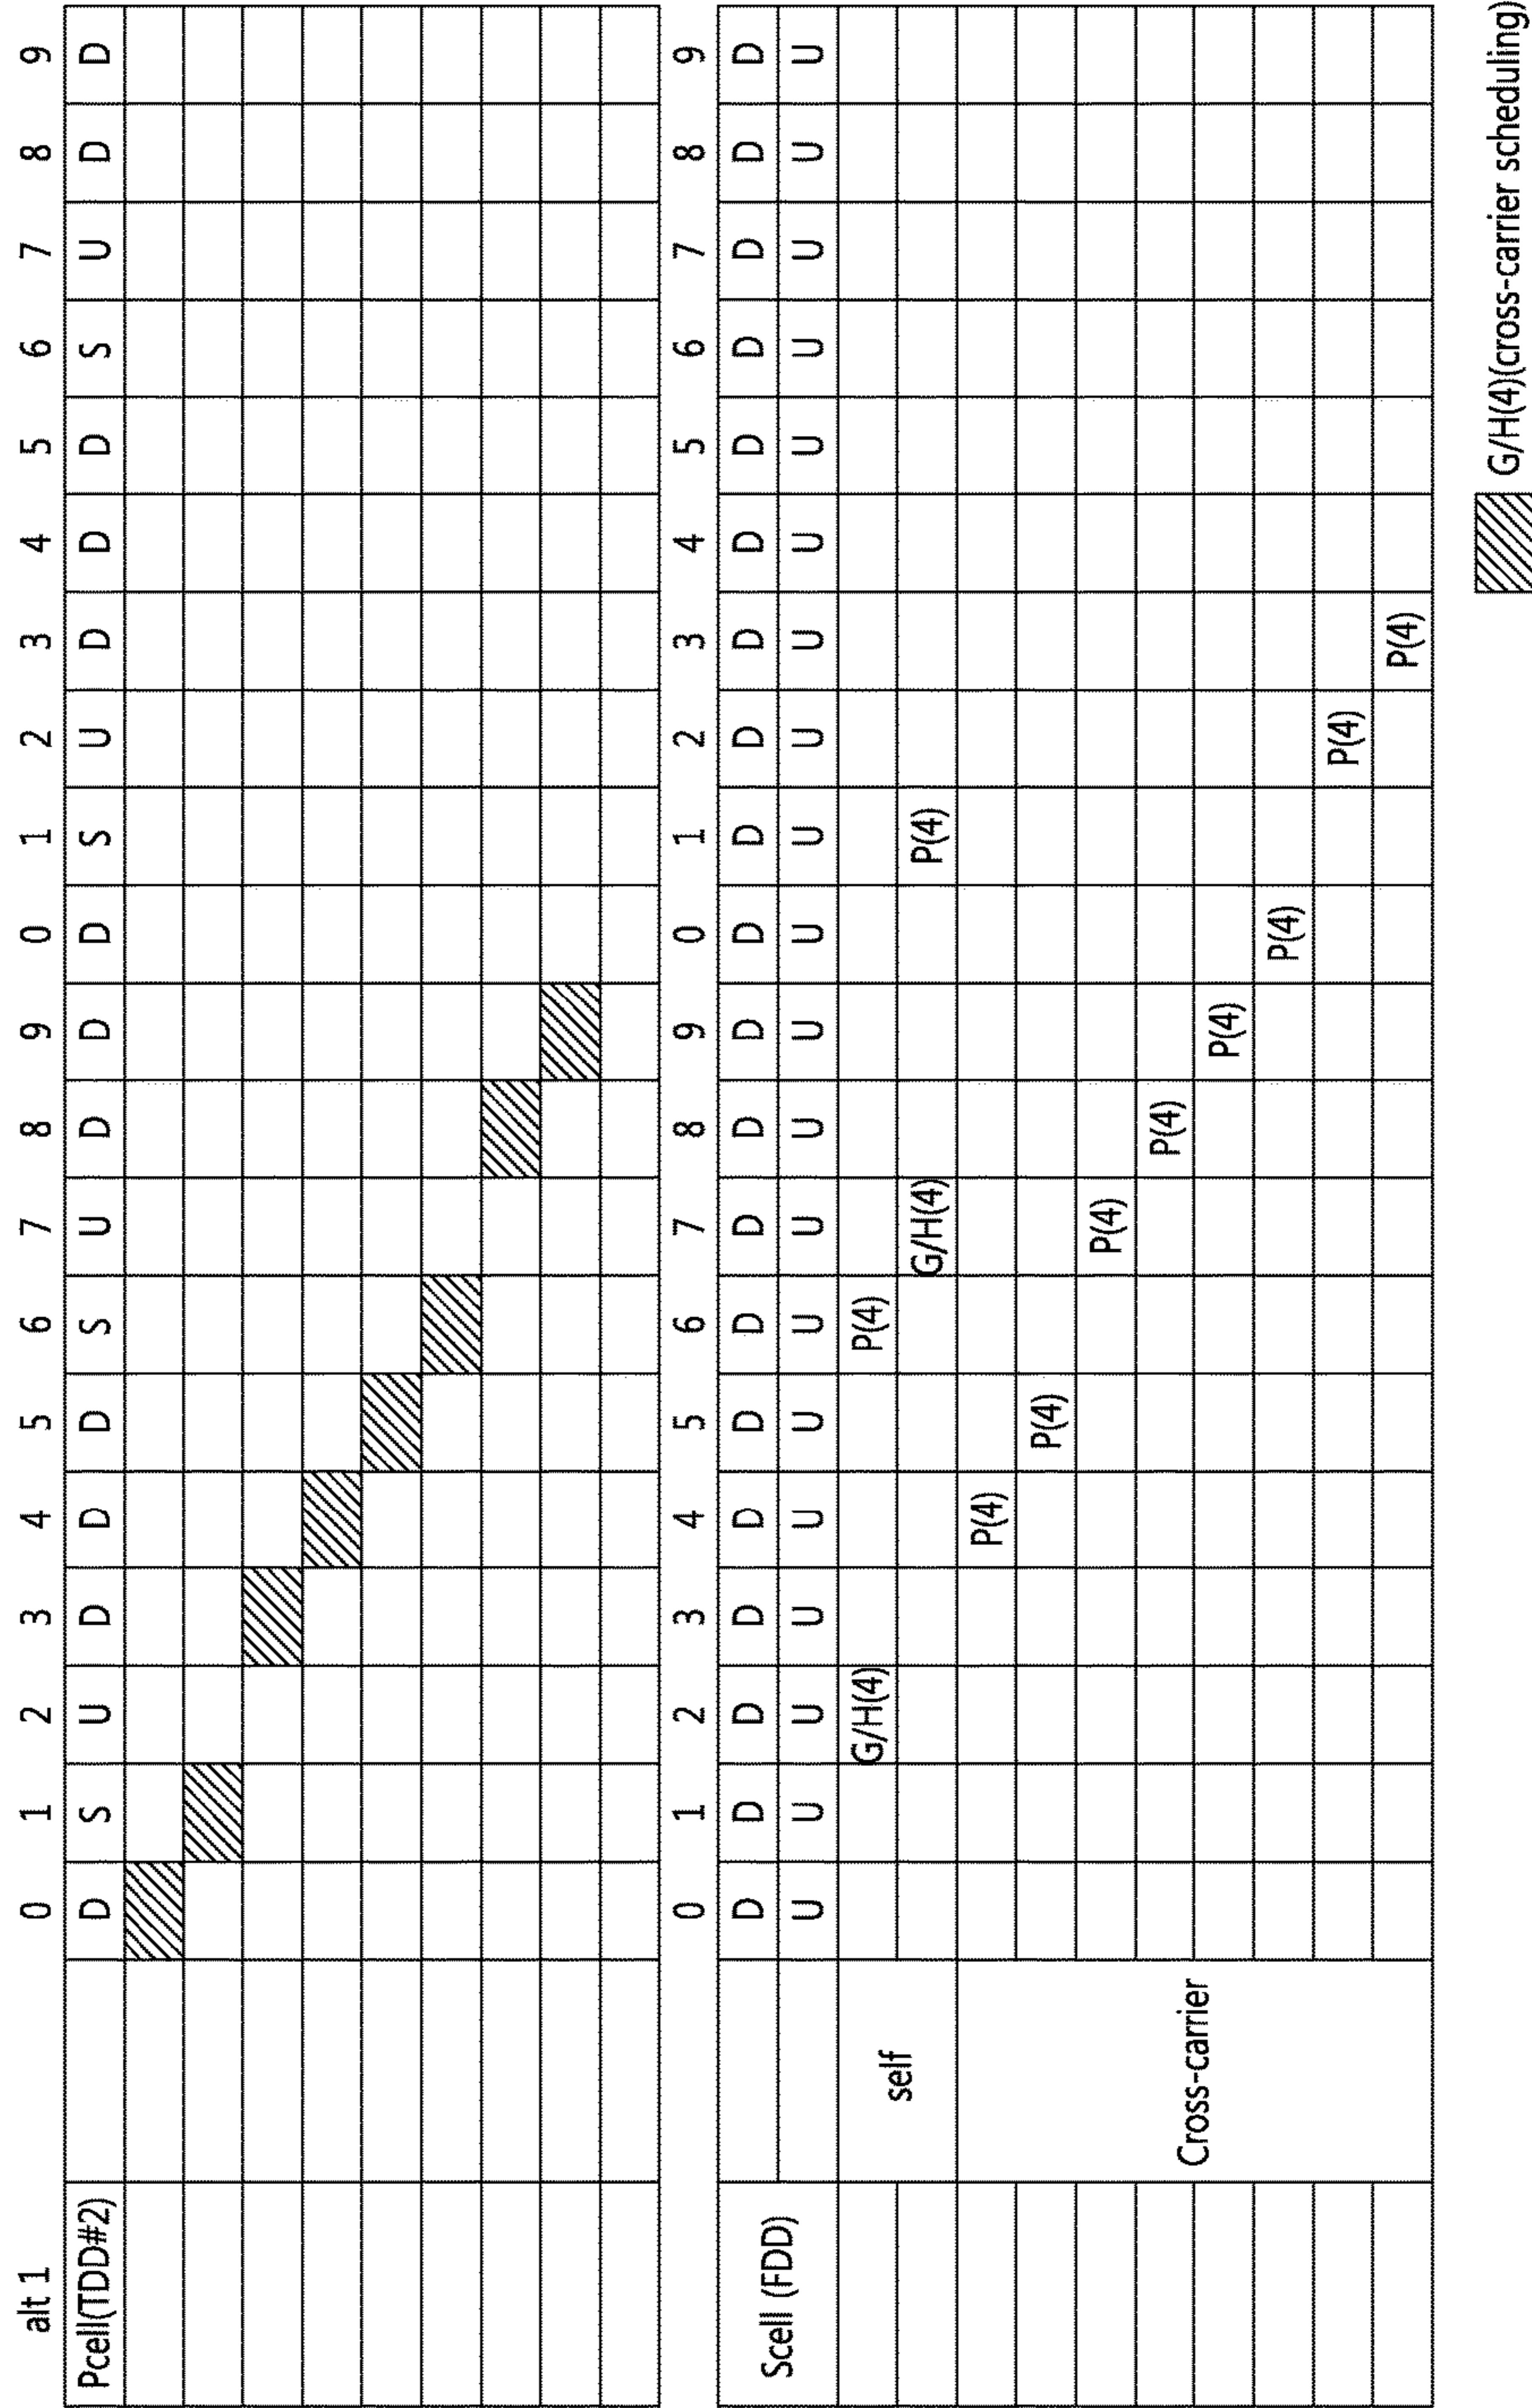 alt 1 0 1 2 3 4 5 6 7 8 9 0 1 2 3 4 5 6 7 8 9
Pcell(TDD#2) D S U D D D S U D D D S U D D D S U D D
0 1 2 3 4 5 6 7 8 9 0 1 2 3 4 5 6 7 8 9
Scell (FDD) D D D D D D D D D D D D D D D D D D D D
U U U U U U U U U U U U U U U U U U U U
self G/H(4) P(4)
G/H(4) P(4)
Cross-carrier P(4)
P(4)
P(4)
P(4)
P(4)
P(4)
P(4)
P(4)
G/H(4)(cross-carrier scheduling)